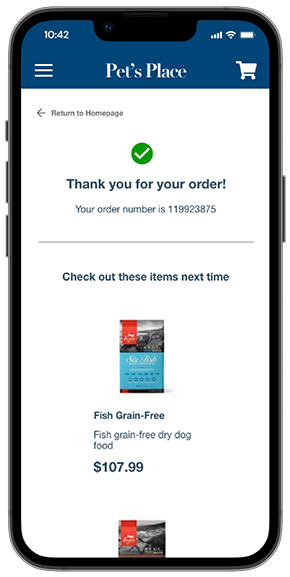 10:42
Pet's Place
Return to Homepage
Thank you for your order!
Your order number is 119923875
Check out these items next time
Six Fish
Fish Grain-Free
Fish grain-free dry dog
food
$107.99